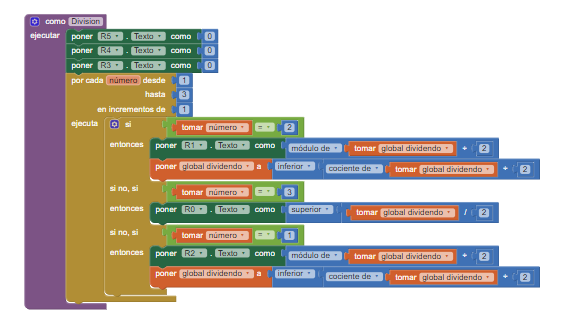 como División
ejecutar poner R5 . Texto como 0
poner R4 . Texto como 0
poner R3 . Texto como 0
por cada número desde 1
hasta 3
en incrementos de 1
ejecuta si tomar número = 2
entonces poner R1 . Texto como módulo de tomar global dividendo ÷ 2
poner global dividendo a inferior cociente de tomar global dividendo ÷ 2
si no, si tomar número = 3
entonces poner R0 . Texto como superior tomar global dividendo / 2
si no, si tomar número = 1
entonces poner R2 . Texto como módulo de tomar global dividendo ÷ 2
poner global dividendo a inferior cociente de tomar global dividendo ÷ 2